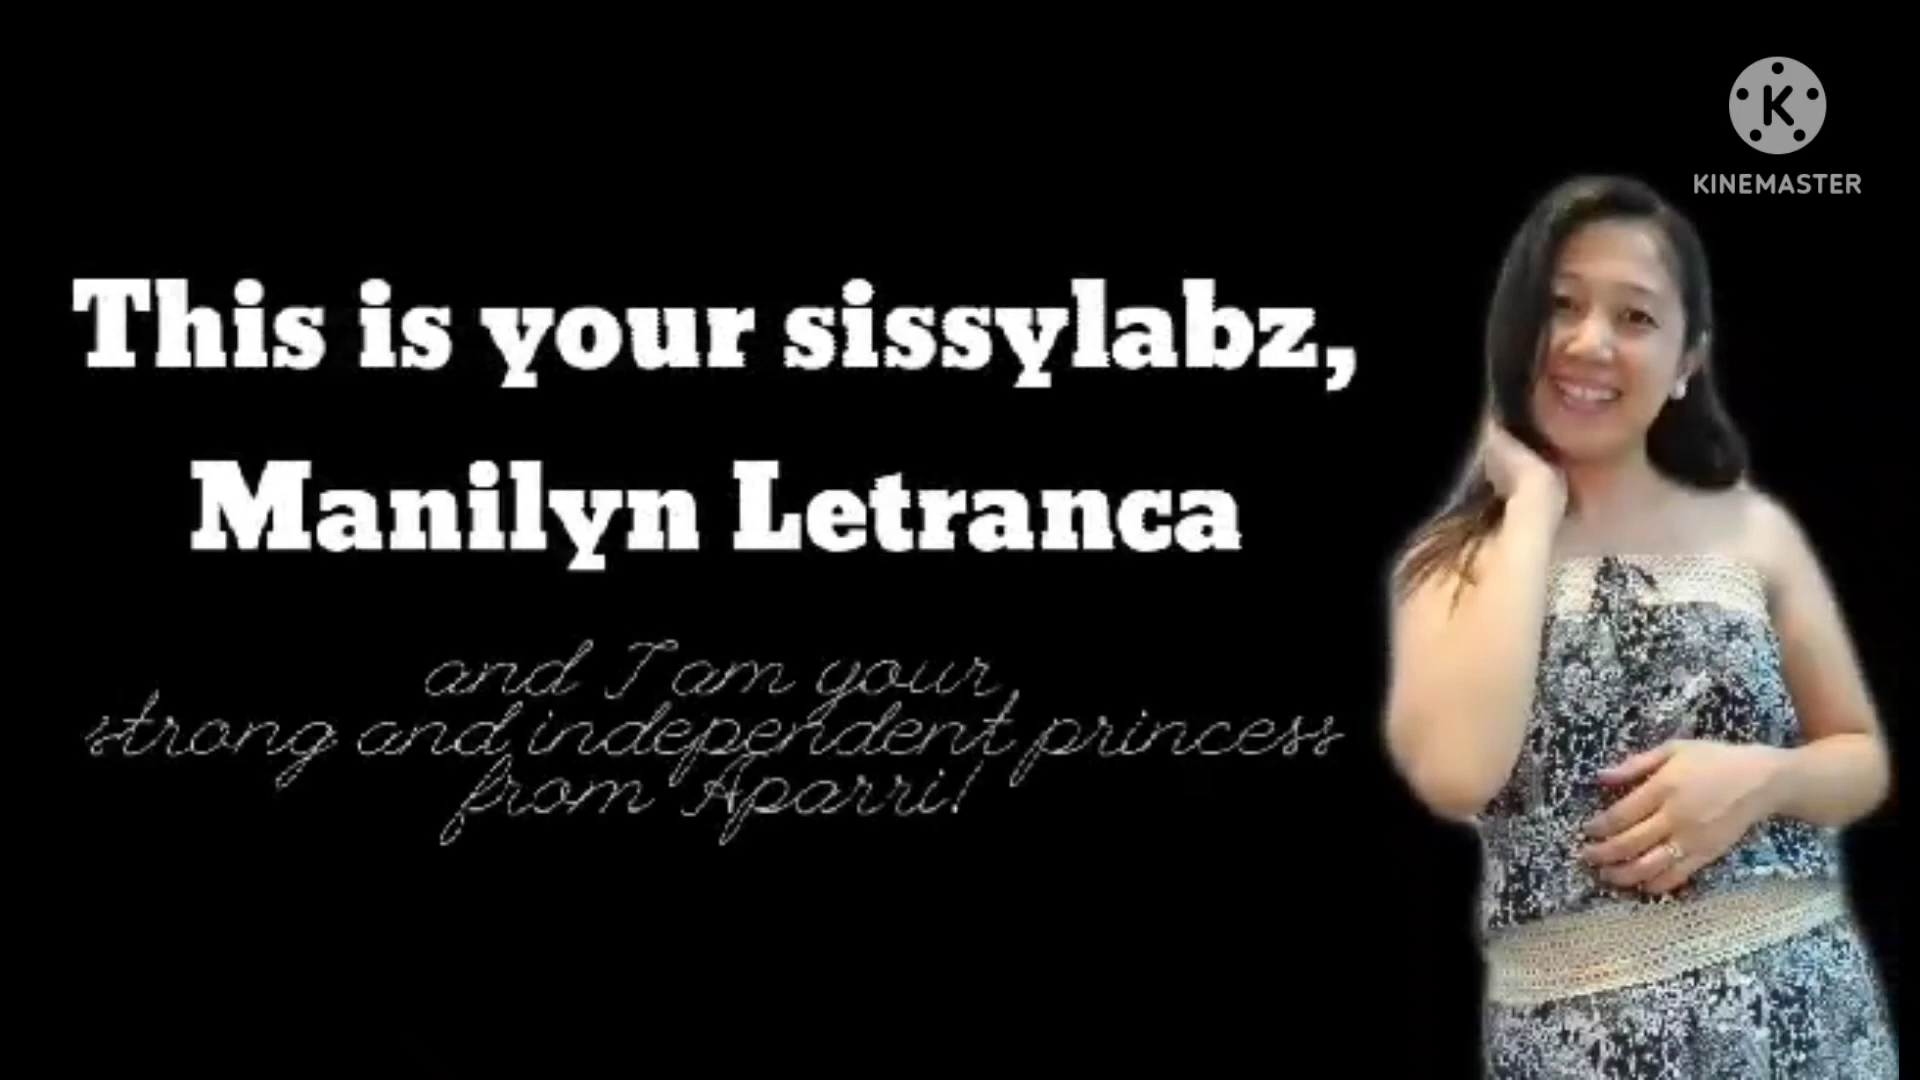 K
KINEMASTER
This is your sissylabz,
Manilyn Letranca
and I am your
strong and independent princess
from Aparri!